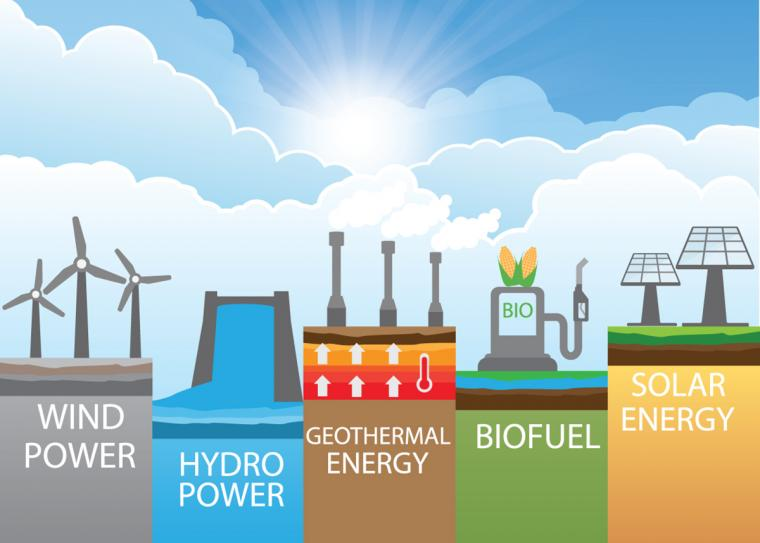 WIND
POWER
HYDRO
POWER
GEOTHERMAL
ENERGY
BIO
BIOFUEL
SOLAR
ENERGY